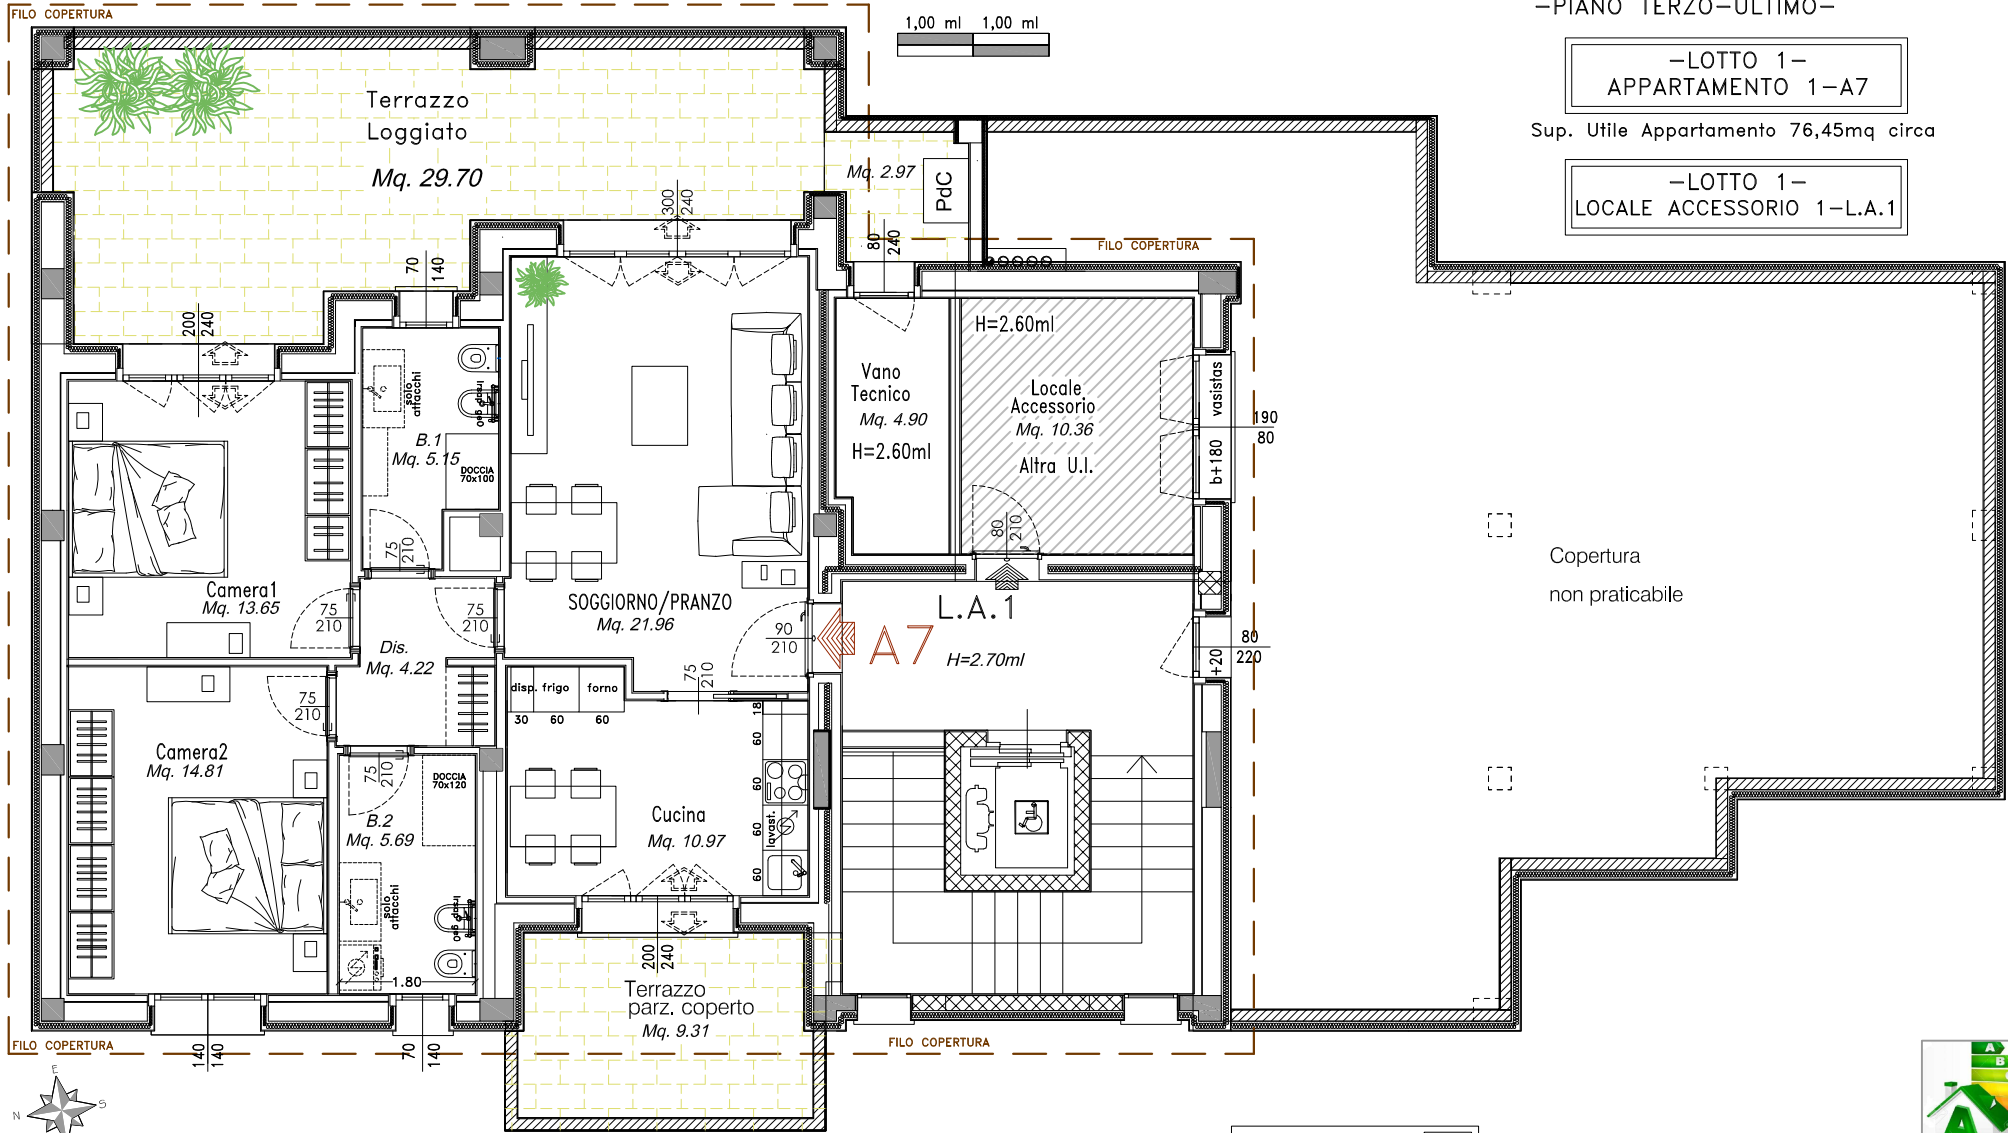 FILO COPERTURA
1,00 ml 1,00 ml
-PIANO TERZO-ULTIMO-
-LOTTO 1-
APPARTAMENTO 1-A7
Sup. Utile Appartamento 76,45mq circa
-LOTTO 1-
LOCALE ACCESSORIO 1-L.A.1
Terrazzo
Loggiato
Mq. 29.70
Mq. 2.97
PdC
300
240
80
240
FILO COPERTURA
70
140
200
240
H=2.60ml
Vano
Tecnico
Mq. 4.90
H=2.60ml
Locale
Accessorio
Mq. 10.36
Altra U.I.
vasistas
b+180
190
80
solo
attacchi
B.1
Mq. 5.15
DOCCIA
70x100
75
210
80
210
Copertura
non praticabile
Camera1
Mq. 13.65
75
210
75
210
SOGGIORNO/PRANZO
Mq. 21.96
90
210
A7
L.A.1
H=2.70ml
80
220
+20
Dis.
Mq. 4.22
75
210
75
210
disp. frigo forno
30 60 60
18
60
60
60
60
lavast.
Camera2
Mq. 14.81
75
210
DOCCIA
70x120
B.2
Mq. 5.69
solo
attacchi
Cucina
Mq. 10.97
1.80
200
240
Terrazzo
parz. coperto
Mq. 9.31
FILO COPERTURA
140
140
70
140
FILO COPERTURA
E
N
S
A
B
A